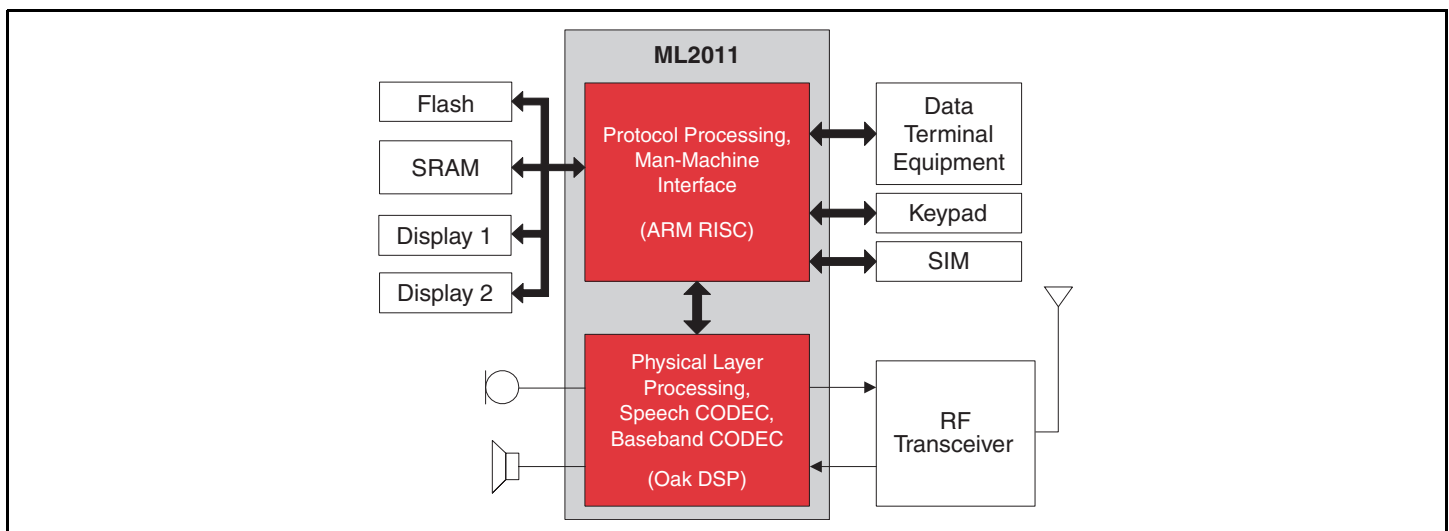 ML2011
Flash
SRAM
Display 1
Display 2
Protocol Processing,
Man-Machine
Interface
(ARM RISC)
Data
Terminal
Equipment
Keypad
SIM
Physical Layer
Processing,
Speech CODEC,
Baseband CODEC
(Oak DSP)
RF
Transceiver